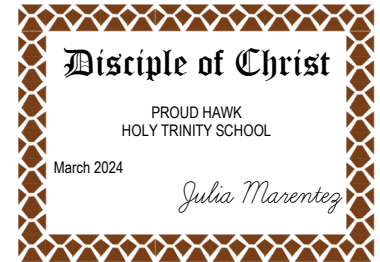 Disciple of Christ
PROUD HAWK
HOLY TRINITY SCHOOL
March 2024
Julia Marentez